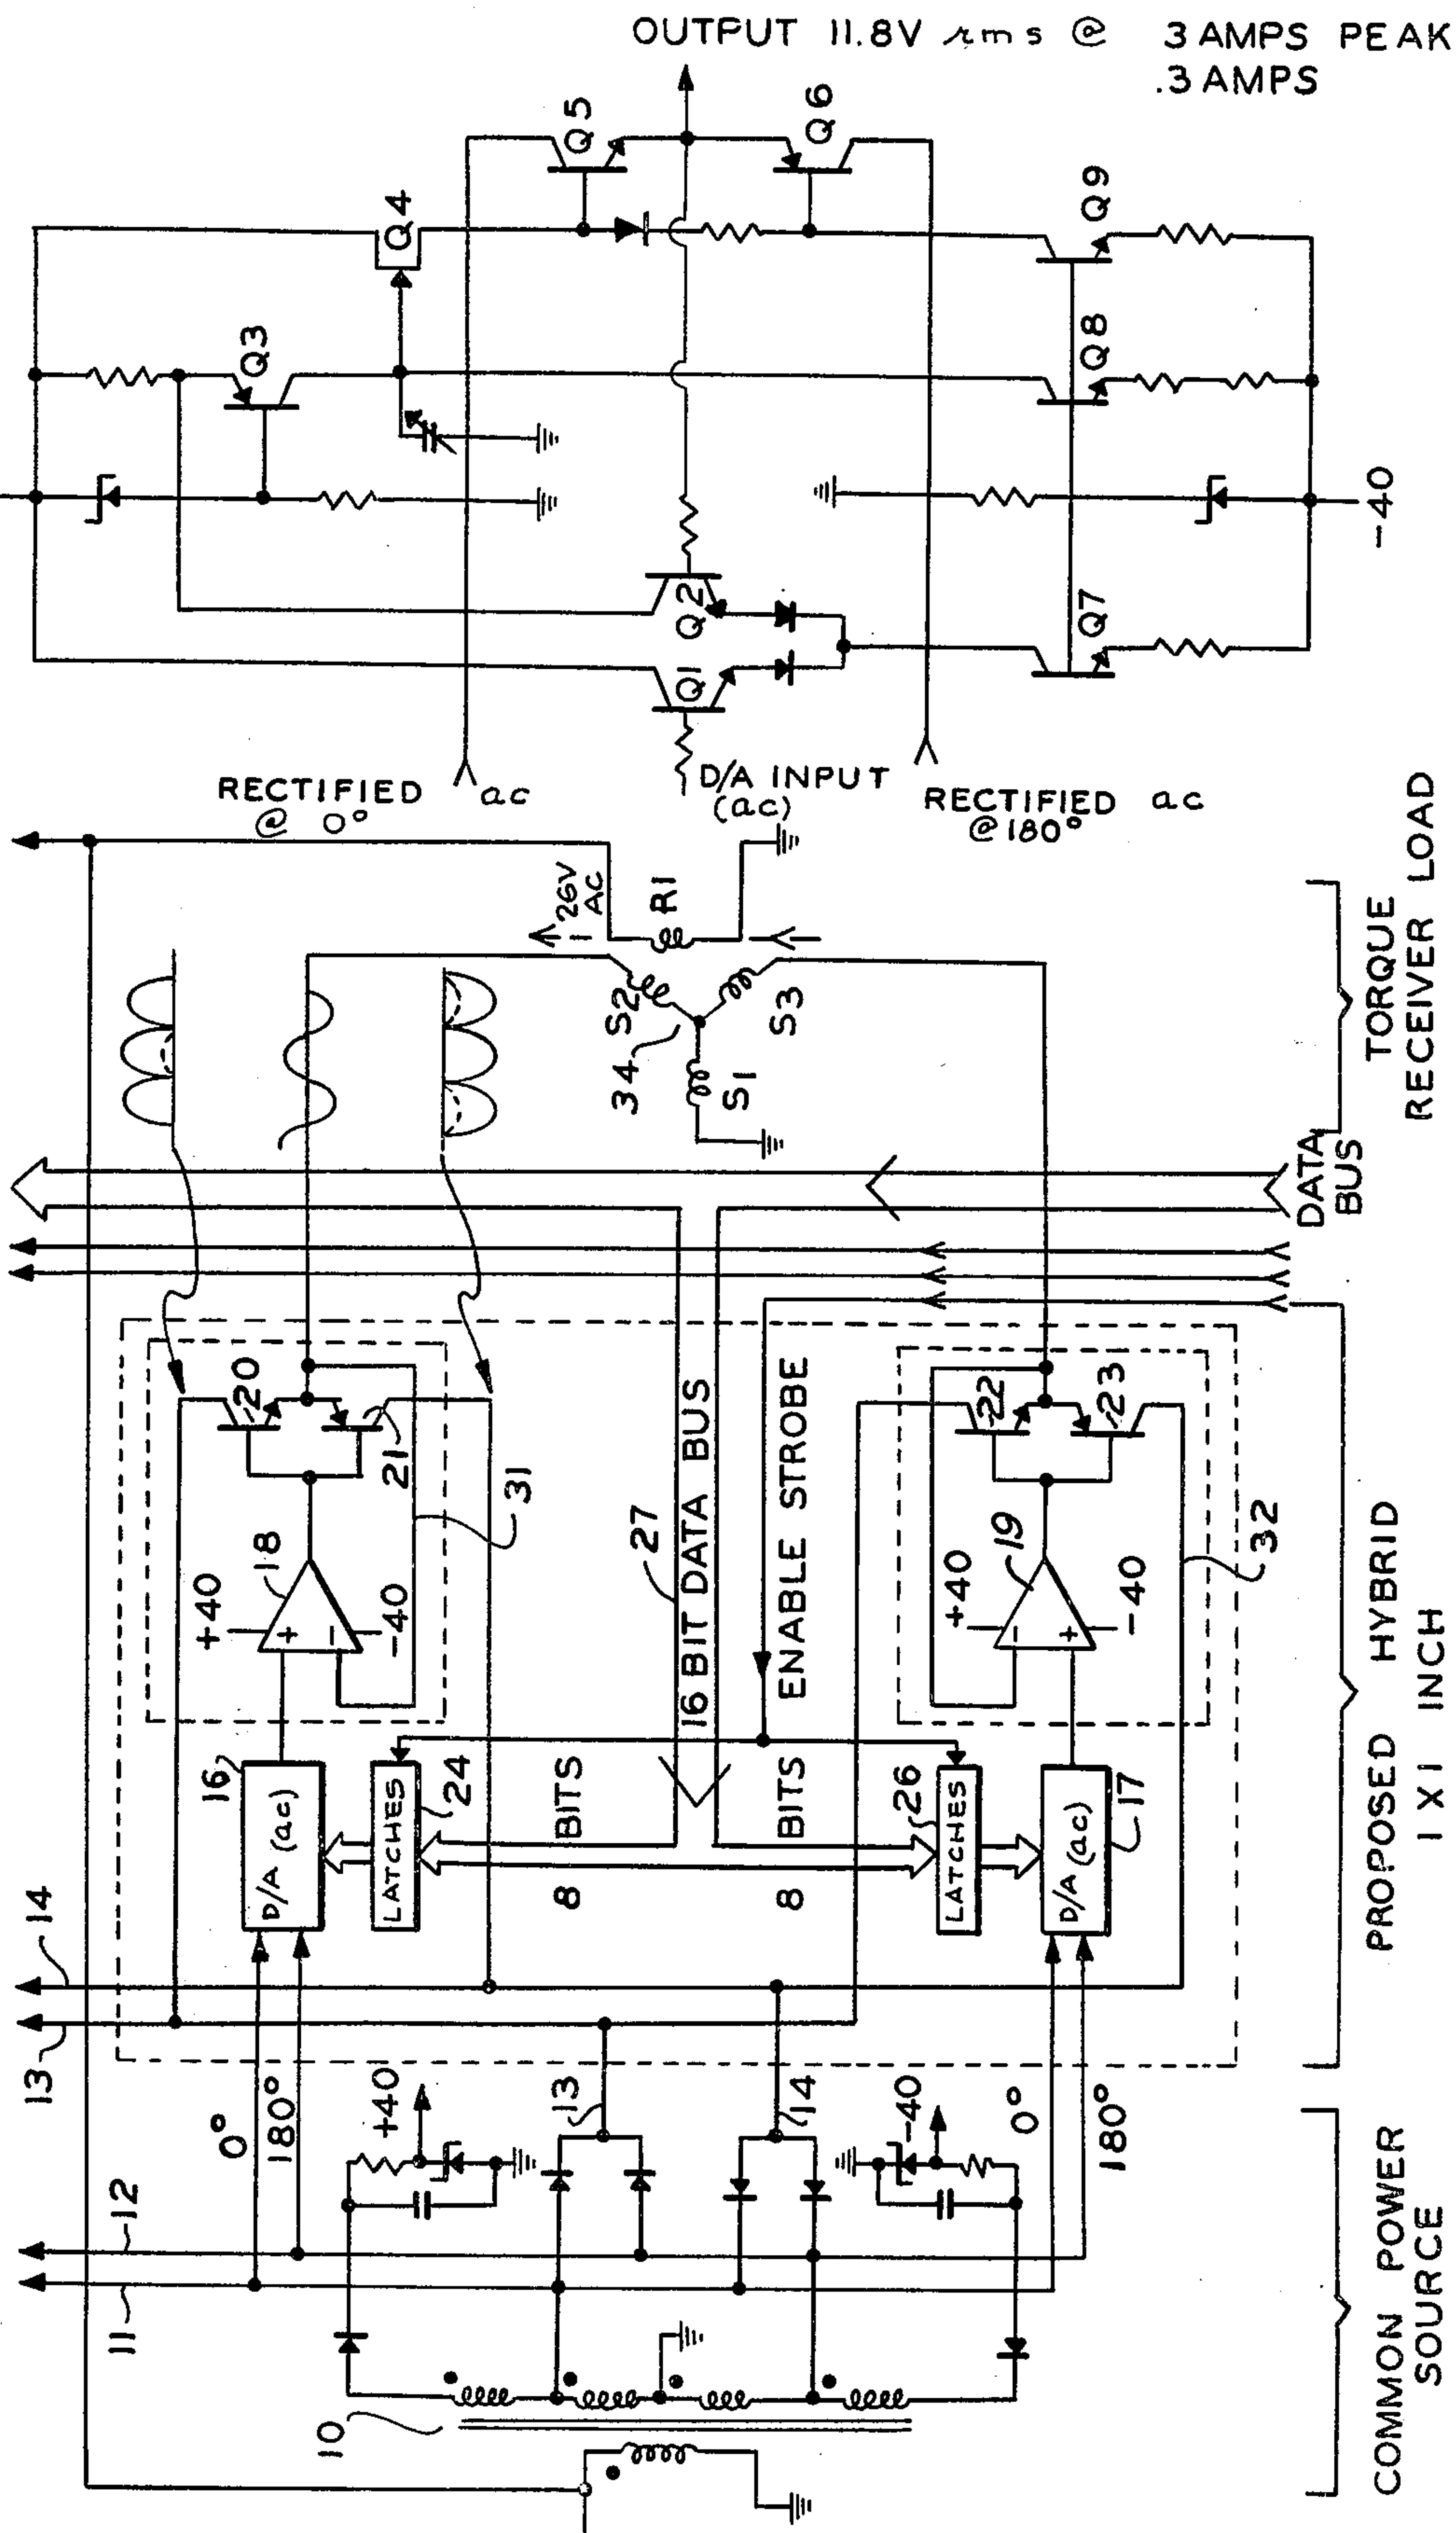 OUTPUT 11.8V rms @ 3 AMPS PEAK
.3 AMPS
Q5
Q6
Q4
Q9
Q3
Q8
-40
Q2
Q1
Q7
RECTIFIED ac
@ 0°
D/A INPUT
(ac)
RECTIFIED ac
@ 180°
26V
AC
R1
S2
S3
34
S1
TORQUE
RECEIVER LOAD
DATA
BUS
20
21
31
18
+40
-40
16
D/A (ac)
24
LATCHES
27
16 BIT DATA BUS
ENABLE STROBE
8 BITS
8 BITS
22
23
32
19
+40
-40
26
LATCHES
17
D/A (ac)
PROPOSED HYBRID
1 X 1 INCH
14
13
0°
180°
+40
13
14
-40
0°
180°
12
11
10
COMMON POWER
SOURCE